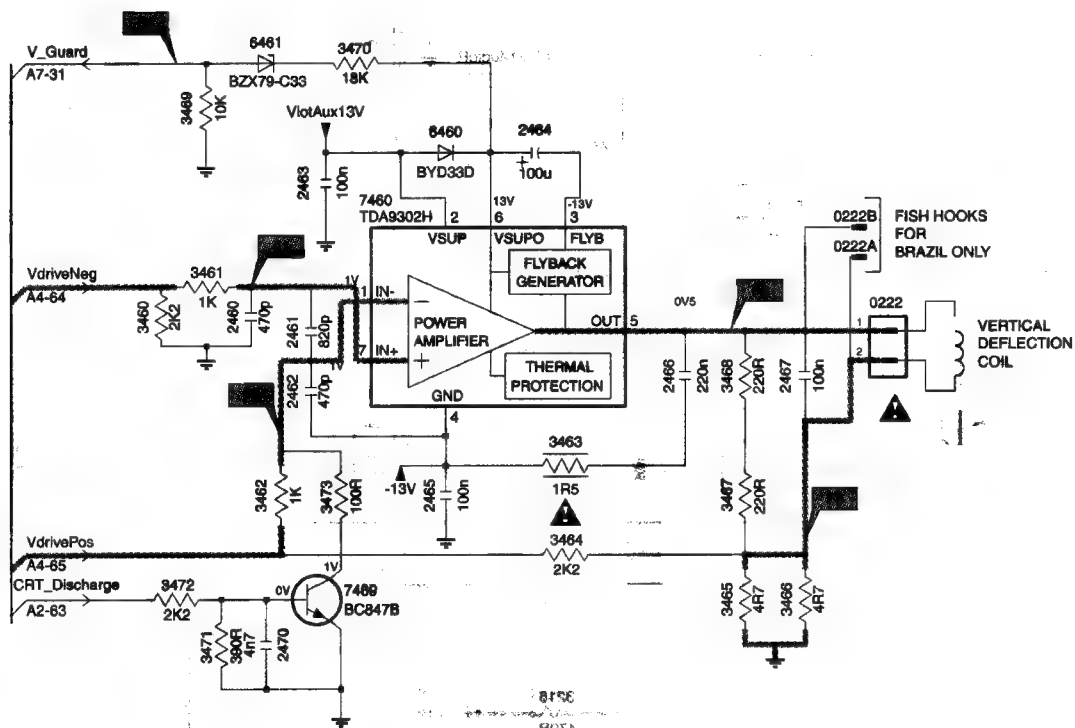 V_Guard
A7-31
6461
BZX79-C33
3470
18K
3469
10K
VlotAux13V
6460
BYD33D
2464
100u
2463
100n
7460
TDA9302H
13V
-13V
2
6
3
VSUP
VSUPO
FLYB
FLYBACK
GENERATOR
0222B
0222A
FISH HOOKS
FOR
BRAZIL ONLY
VdriveNeg
A4-64
3461
1K
3460
2K2
2460
470p
2461
820p
1V
1
IN-
POWER
AMPLIFIER
7
IN+
1V
2462
470p
OUT
5
0V5
THERMAL
PROTECTION
GND
4
2466
220n
3468
220R
2467
100n
0222
1
2
VERTICAL
DEFLECTION
COIL
3462
1K
3473
100R
-13V
2465
100n
3463
1R5
3467
220R
VdrivePos
A4-65
3464
2K2
CRT_Discharge
A2-63
3472
2K2
0V
1V
7469
BC847B
3471
390R
4n7
2470
3465
4R7
3466
4R7